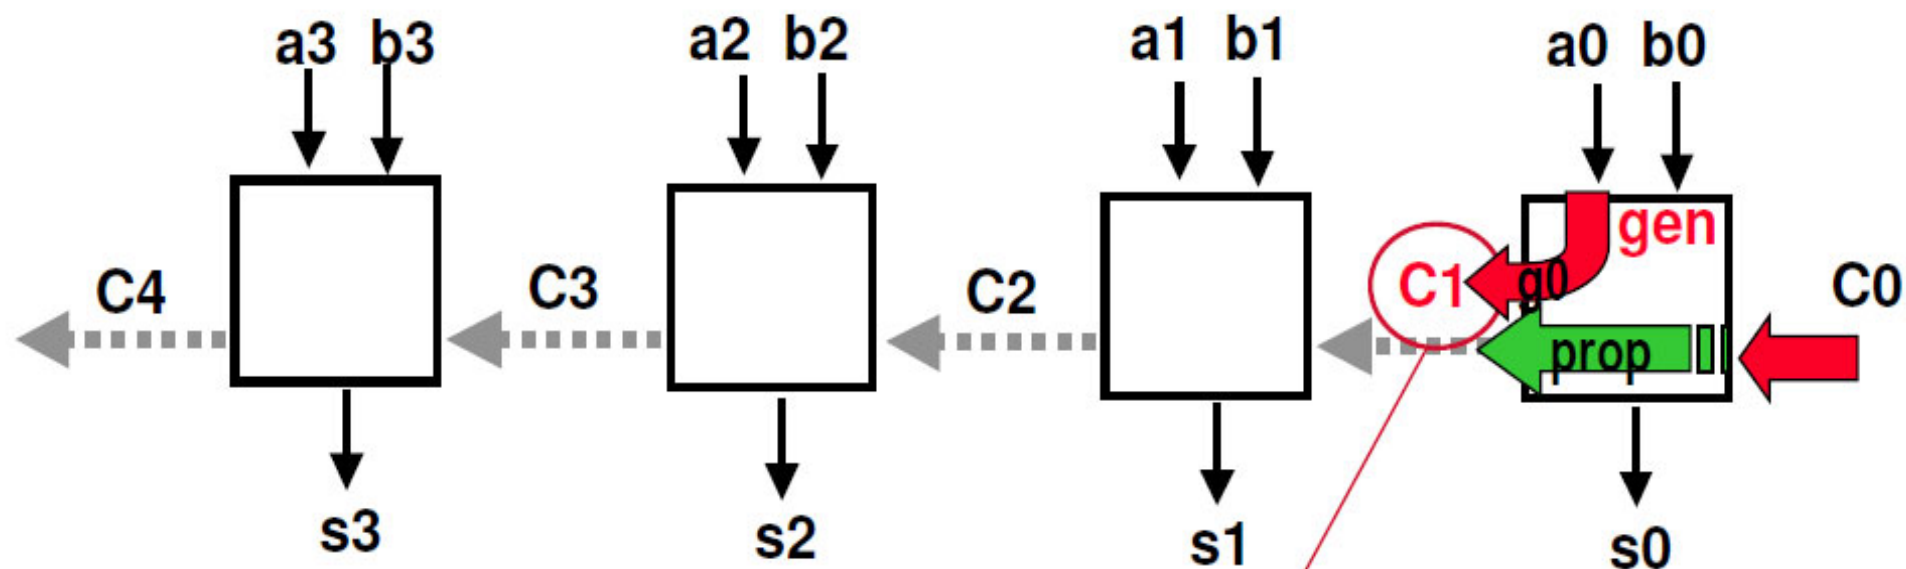 a3 b3 a2 b2 a1 b1 a0 b0
gen
C4 C3 C2 C1 g0 C0
prop
s3 s2 s1 s0